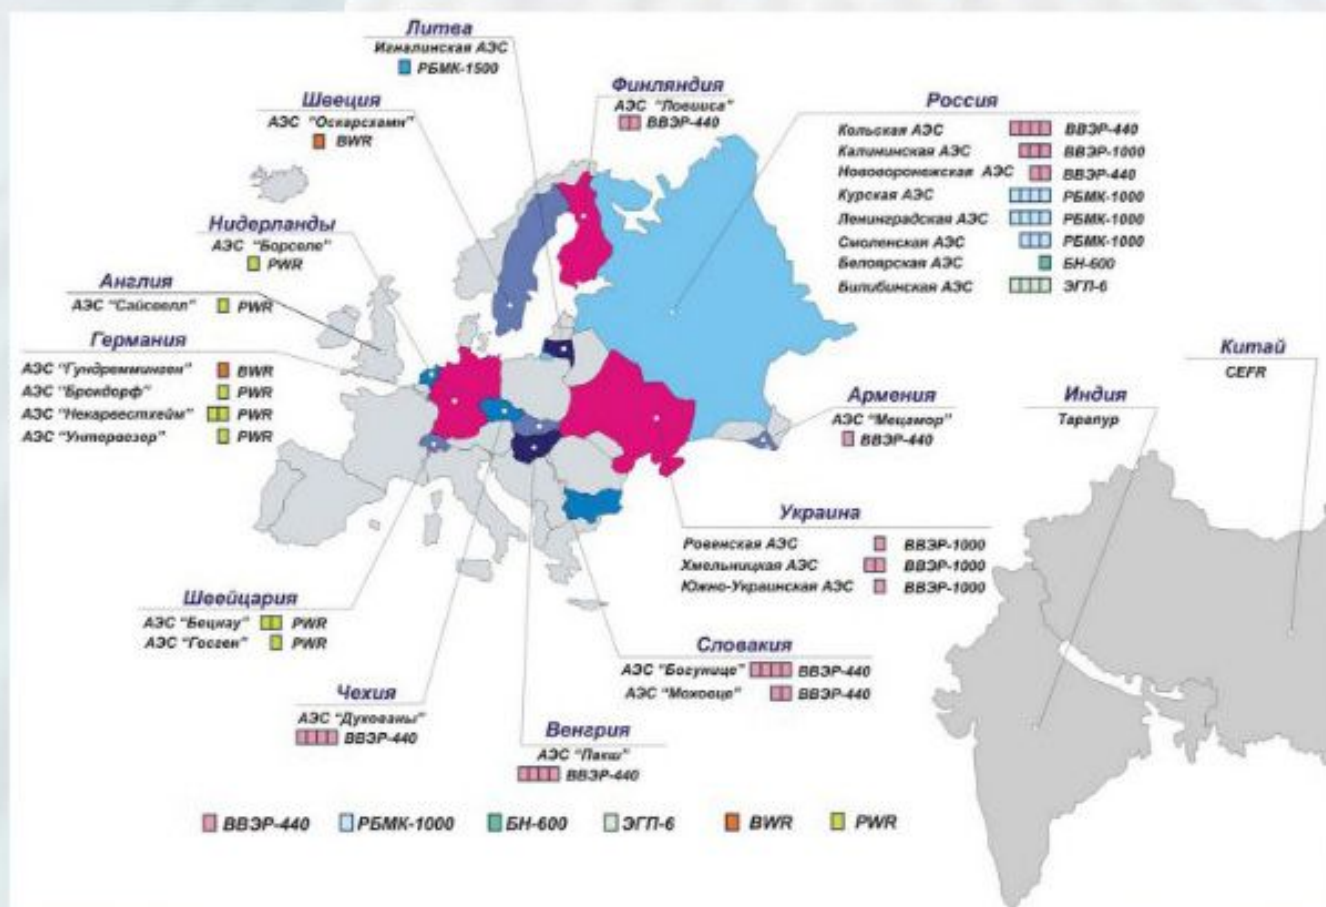 Литва
Игналинская АЭС
РБМК-1500
Швеция
АЭС "Оскарсхамн"
BWR
Финляндия
АЭС "Ловииса"
ВВЭР-440
Россия
Кольская АЭС ВВЭР-440
Калининская АЭС ВВЭР-1000
Нововоронежская АЭС ВВЭР-440
Курская АЭС РБМК-1000
Ленинградская АЭС РБМК-1000
Смоленская АЭС РБМК-1000
Белоярская АЭС БН-600
Билибинская АЭС ЭГП-6
Нидерланды
АЭС "Борселе"
PWR
Англия
АЭС "Сайсвелл" PWR
Германия
АЭС "Гундремминген" BWR
АЭС "Брокдорф" PWR
АЭС "Некарвестхейм" PWR
АЭС "Унтервезер" PWR
Армения
АЭС "Мецамор"
ВВЭР-440
Индия
Тарапур
Китай
CEFR
Украина
Ровенская АЭС ВВЭР-1000
Хмельницкая АЭС ВВЭР-1000
Южно-Украинская АЭС ВВЭР-1000
Швейцария
АЭС "Бецнау" PWR
АЭС "Госген" PWR
Словакия
АЭС "Богунице" ВВЭР-440
АЭС "Моховце" ВВЭР-440
Чехия
АЭС "Дукованы"
ВВЭР-440
Венгрия
АЭС "Пакш"
ВВЭР-440
ВВЭР-440 РБМК-1000 БН-600 ЭГП-6 BWR PWR